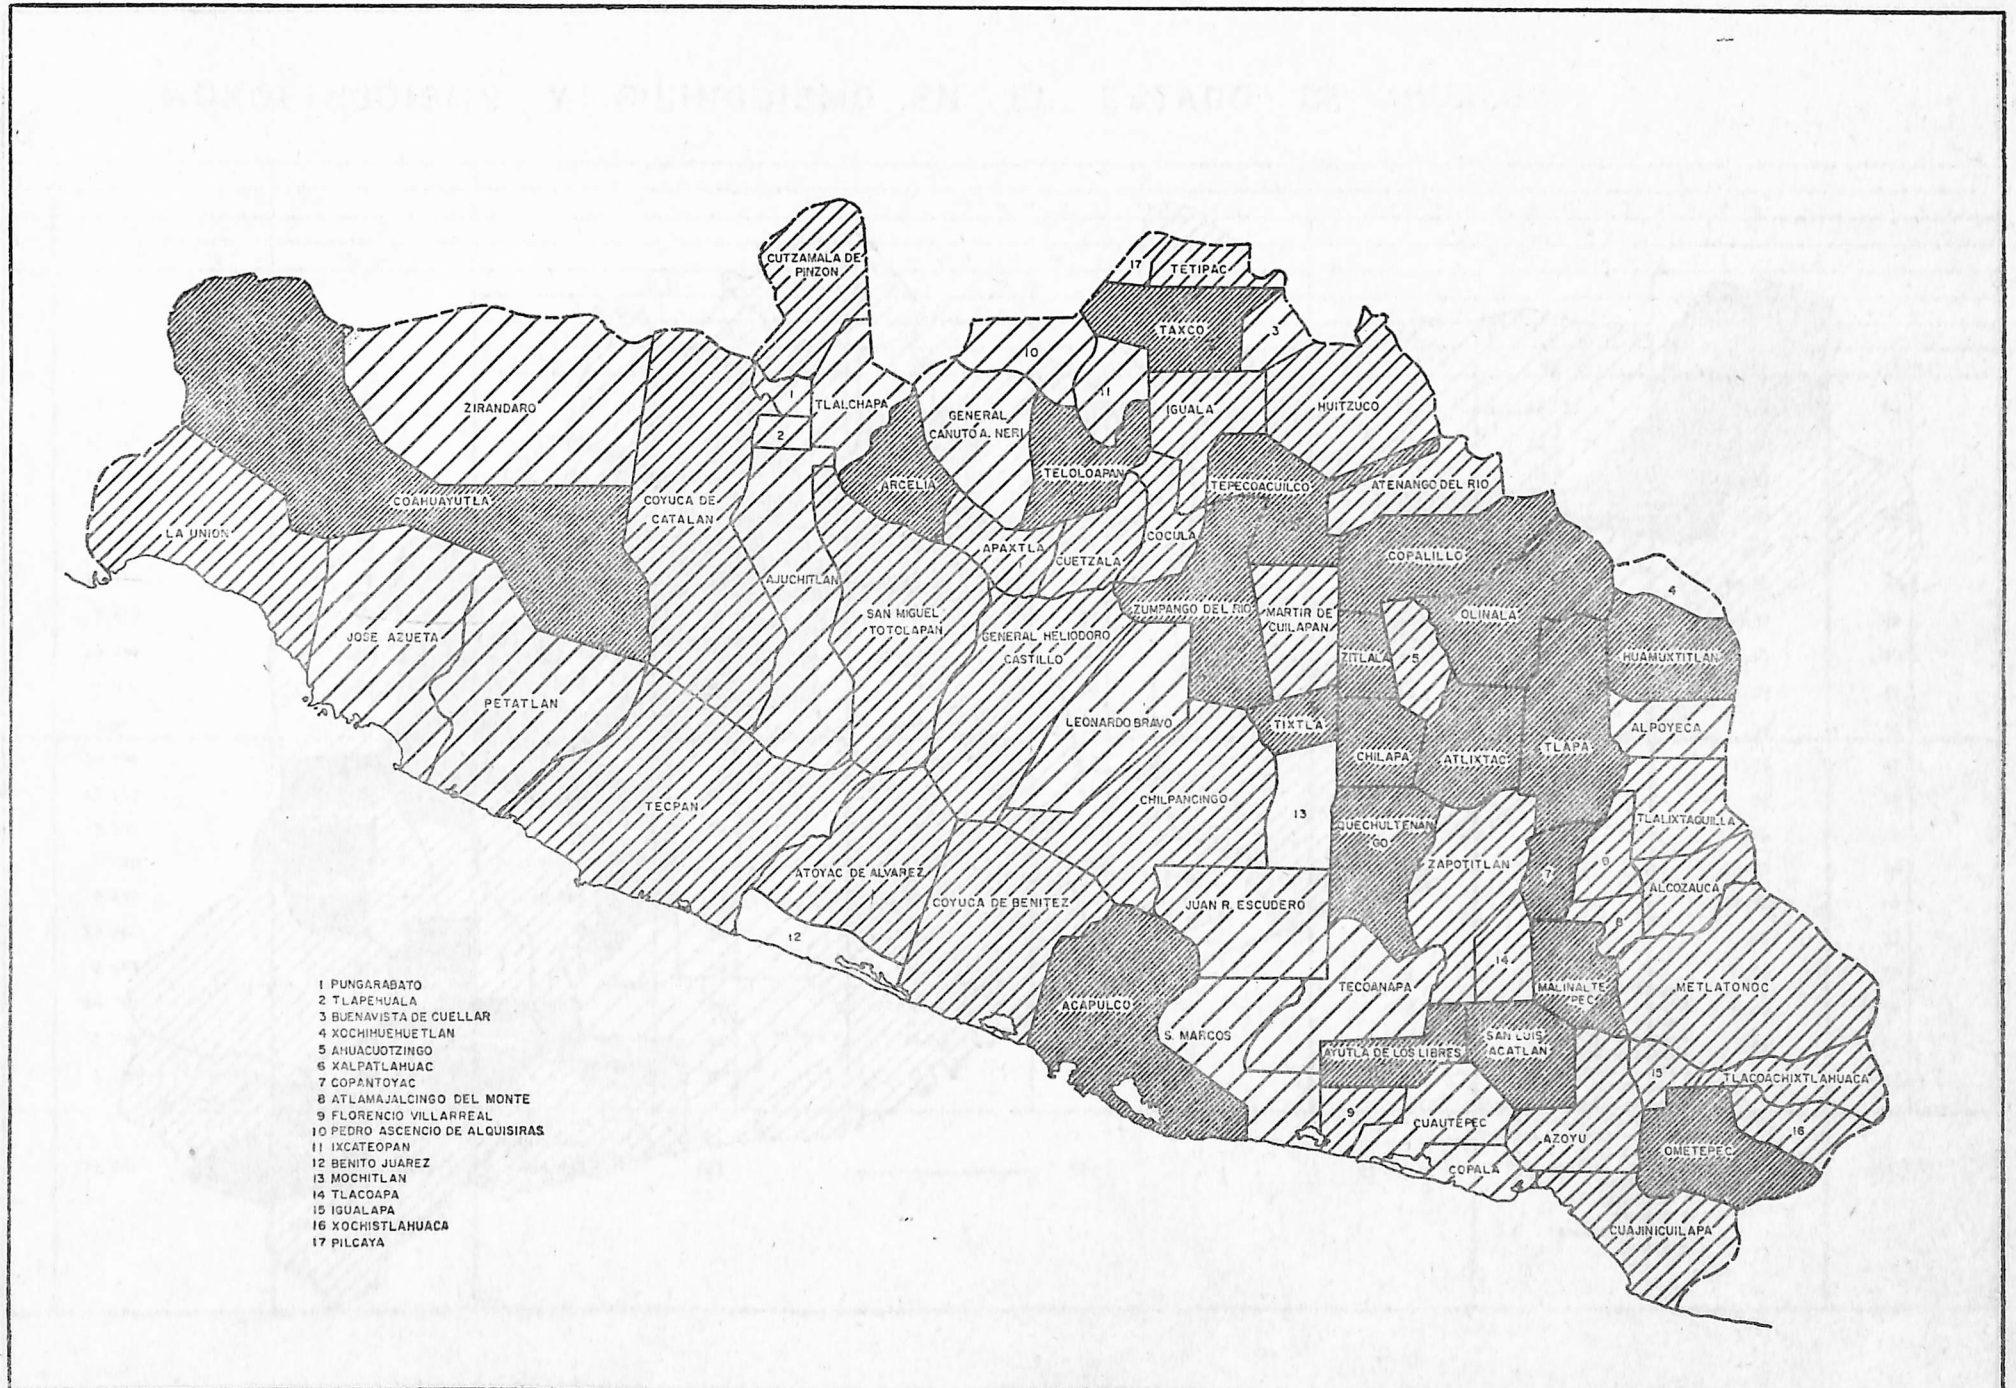 CUTZAMALA DE
PINZON
17
TETIPAC
TAXCO
3
10
11
ZIRANDARO
1
TLALCHAPA
2
GENERAL
CANUTO A. NERI
IGUALA
HUITZUCO
COAHUAYUTLA
COYUCA DE
CATALAN
ARCELIA
TELOLOAPAN
TEPECOACUILCO
ATENANGO DEL RIO
LA UNION
APAXTLA
CUETZALA
COCULA
COPALILLO
4
AJUCHITLAN
SAN MIGUEL
TOTOLAPAN
ZUMPANGO DEL RIO
MARTIR DE
CUILAPAN
OLINALA
JOSE AZUETA
GENERAL HELIODORO
CASTILLO
ZITLALA
5
HUAMUXTITLAN
PETATLAN
LEONARDO BRAVO
TIXTLA
CHILAPA
ATLIXTAC
TLAPA
ALPOYECA
TECPAN
CHILPANCINGO
13
QUECHULTENAN
GO
TLALIXTAQUILLA
ATOYAC DE ALVAREZ
ZAPOTITLAN
7
6
ALCOZAUCA
COYUCA DE BENITEZ
JUAN R. ESCUDERO
12
8
14
ACAPULCO
TECOANAPA
MALINALTE
PEC
METLATONOC
S. MARCOS
AYUTLA DE LOS LIBRES
SAN LUIS
ACATLAN
15
TLACOACHIXTLAHUACA
9
CUAUTEPEC
AZOYU
OMETEPEC
16
COPALA
CUAJINICUILAPA
1 PUNGARABATO
2 TLAPEHUALA
3 BUENAVISTA DE CUELLAR
4 XOCHIHUEHUETLAN
5 AHUACUOTZINGO
6 XALPATLAHUAC
7 COPANTOYAC
8 ATLAMAJALCINGO DEL MONTE
9 FLORENCIO VILLARREAL
10 PEDRO ASCENCIO DE ALQUISIRAS
11 IXCATEOPAN
12 BENITO JUAREZ
13 MOCHITLAN
14 TLACOAPA
15 IGUALAPA
16 XOCHISTLAHUACA
17 PILCAYA